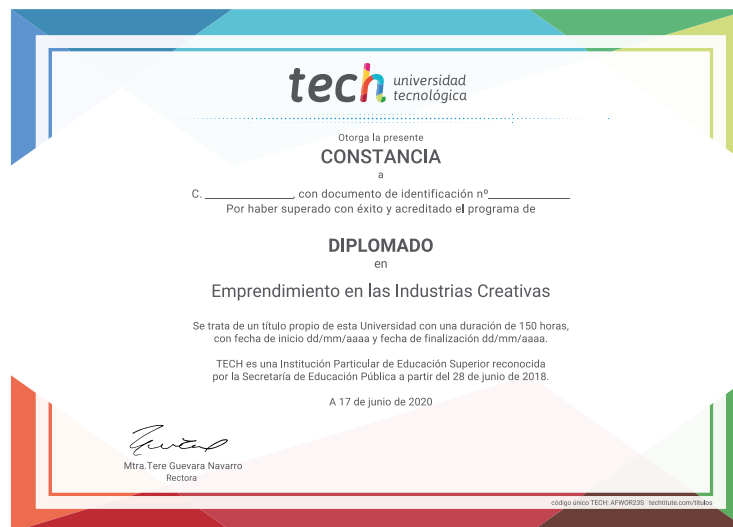 tech universidad
tecnológica
Otorga la presente
CONSTANCIA
a
C. ______________, con documento de identificación nº______________
Por haber superado con éxito y acreditado el programa de
DIPLOMADO
en
Emprendimiento en las Industrias Creativas
Se trata de un título propio de esta Universidad con una duración de 150 horas,
con fecha de inicio dd/mm/aaaa y fecha de finalización dd/mm/aaaa.
TECH es una Institución Particular de Educación Superior reconocida
por la Secretaría de Educación Pública a partir del 28 de junio de 2018.
A 17 de junio de 2020
Mtra.Tere Guevara Navarro
Rectora
código único TECH: AFWOR23S techtitute.com/titulos